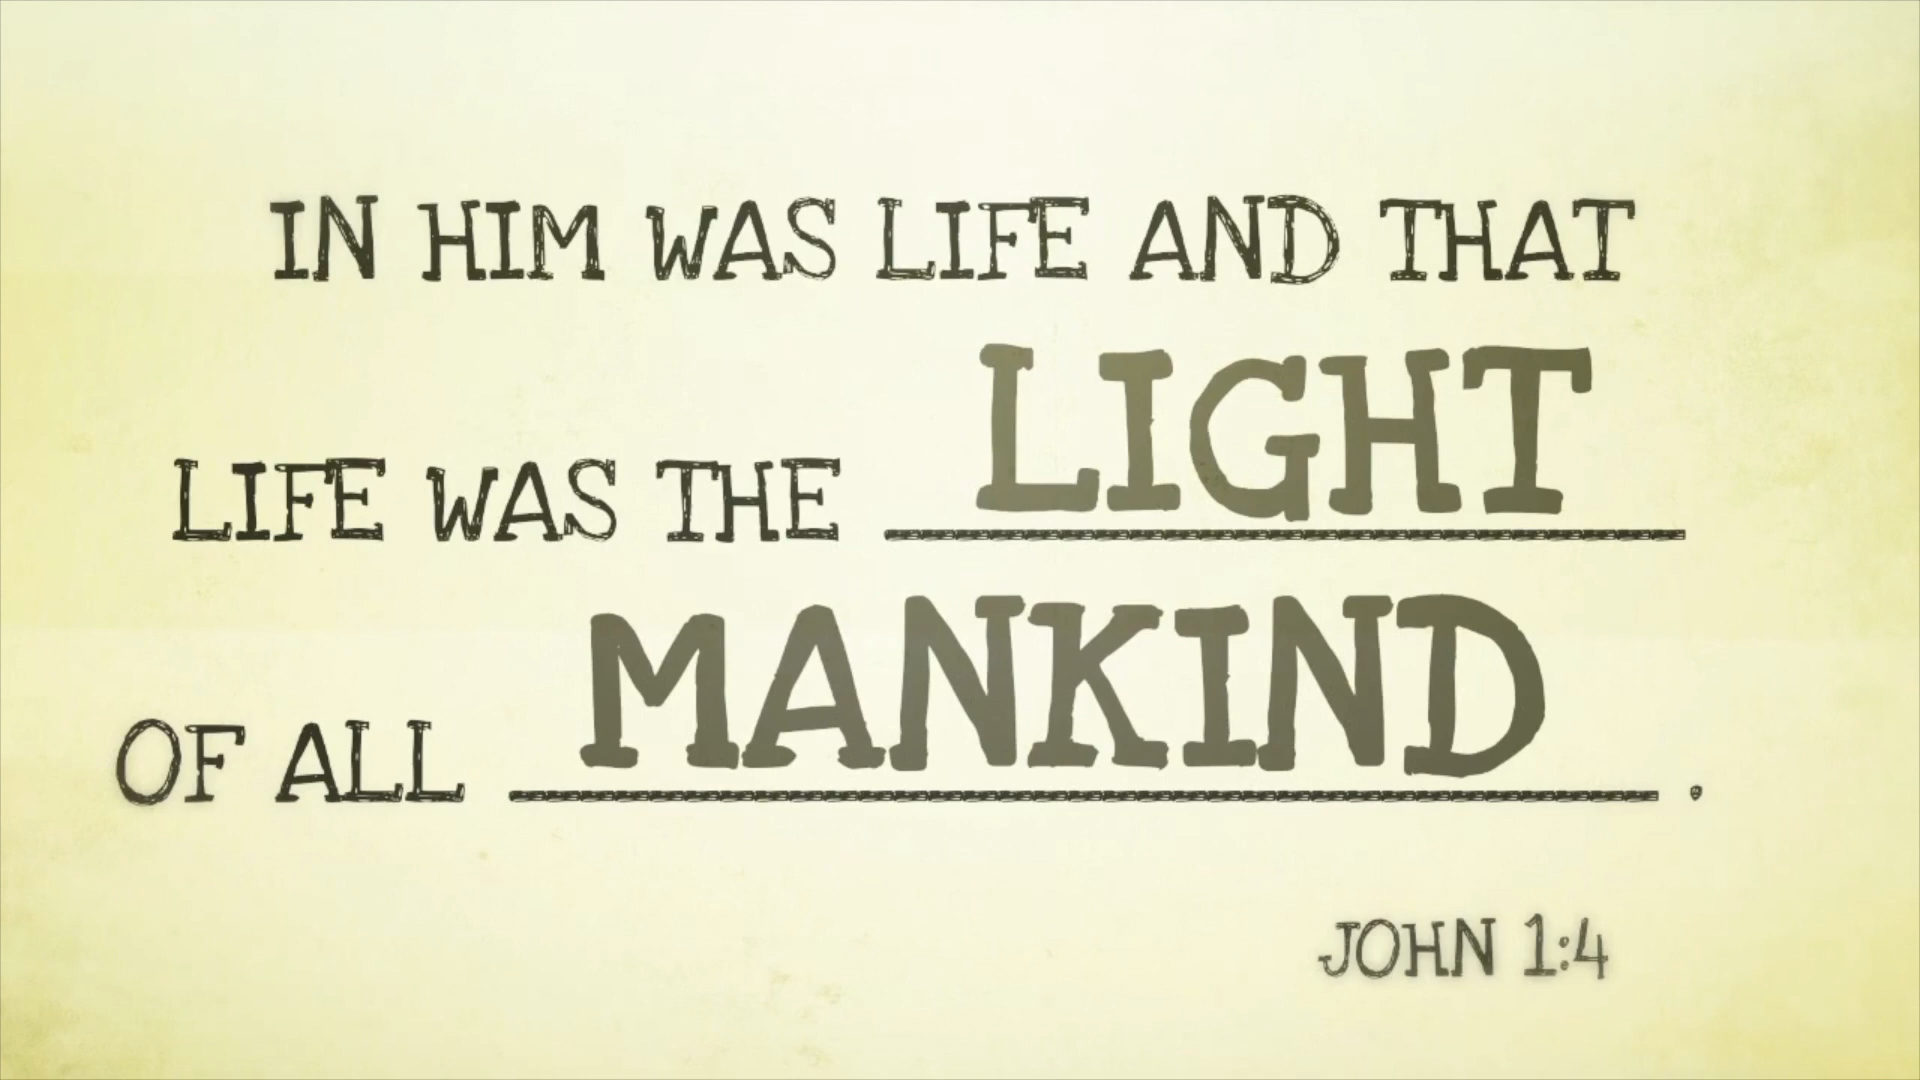 IN HIM WAS LIFE AND THAT
LIFE WAS THE LIGHT
OF ALL MANKIND.
JOHN 1:4